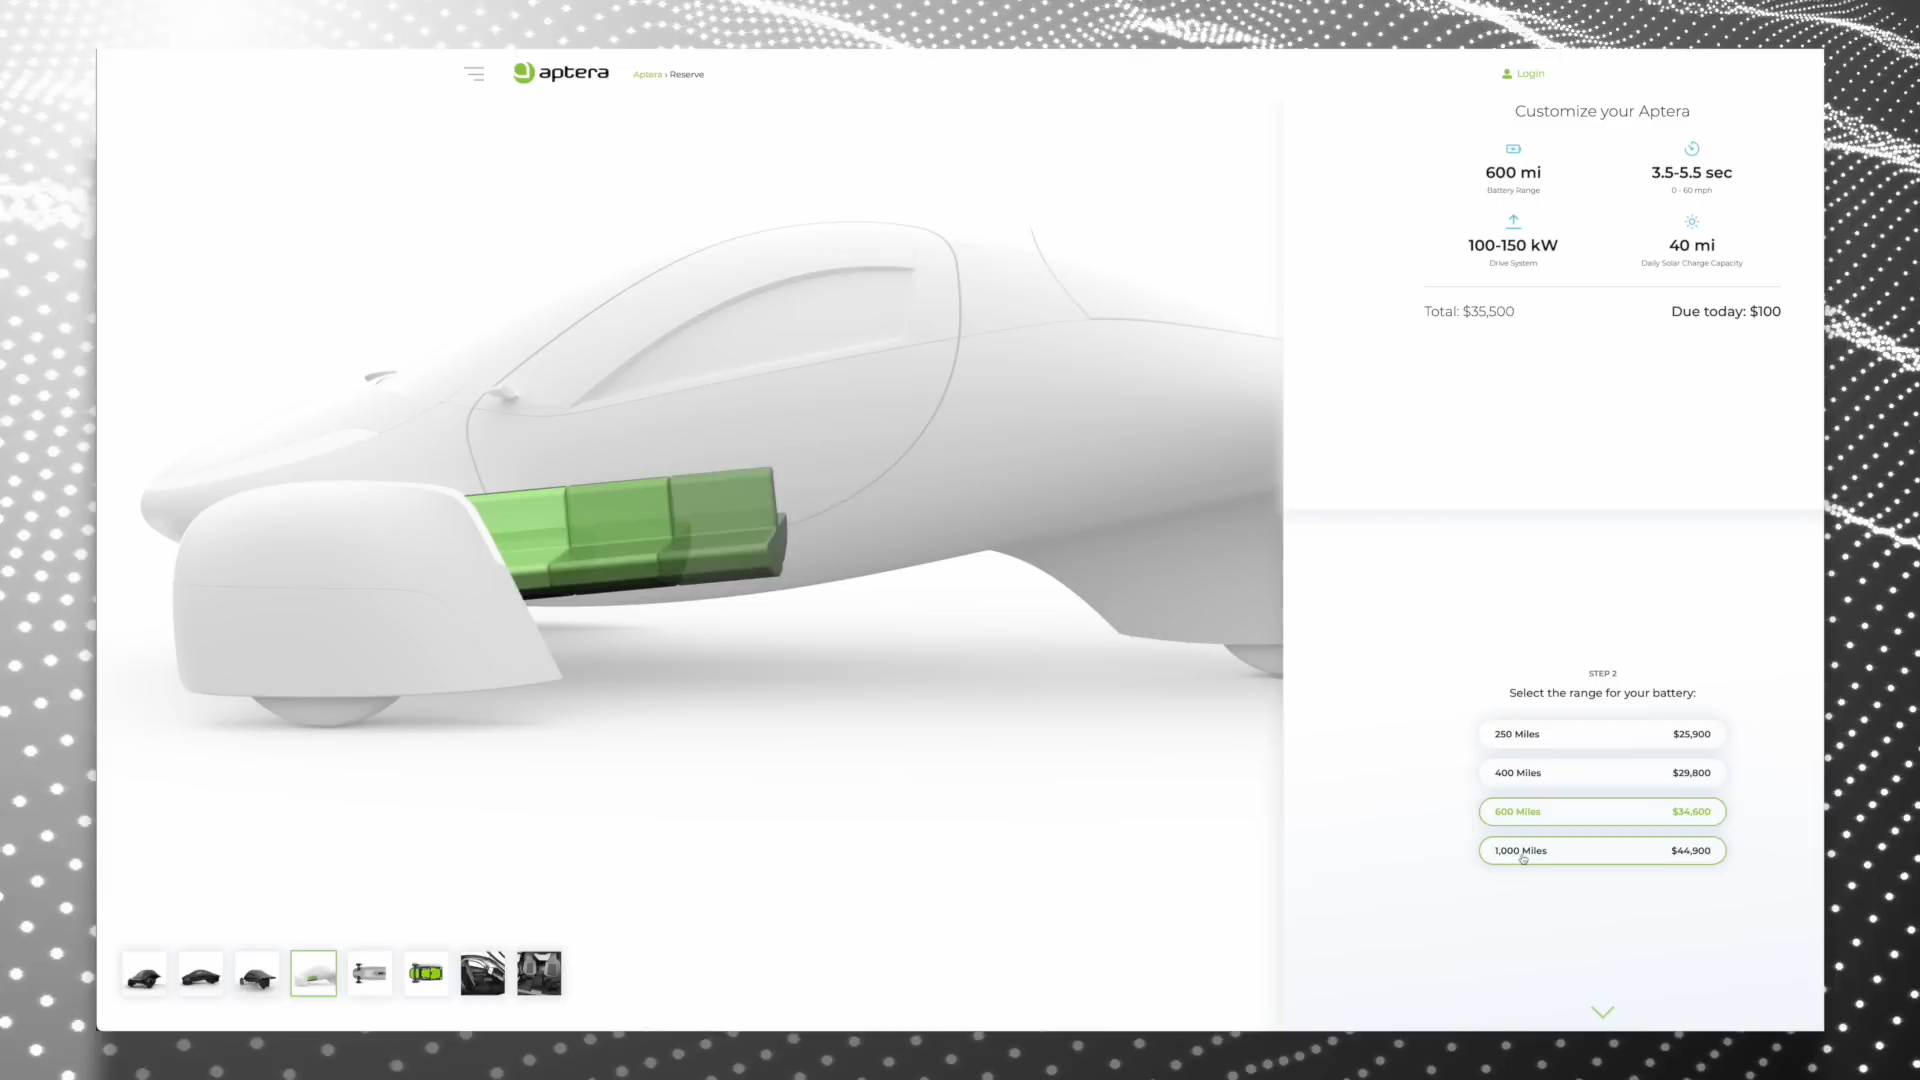 aptera
Aptera › Reserve
Login
Customize your Aptera
600 mi
Battery Range
3.5-5.5 sec
0 - 60 mph
100-150 kW
Drive System
40 mi
Daily Solar Charge Capacity
Total: $35,500
Due today: $100
STEP 2
Select the range for your battery:
250 Miles $25,900
400 Miles $29,800
600 Miles $34,600
1,000 Miles $44,900